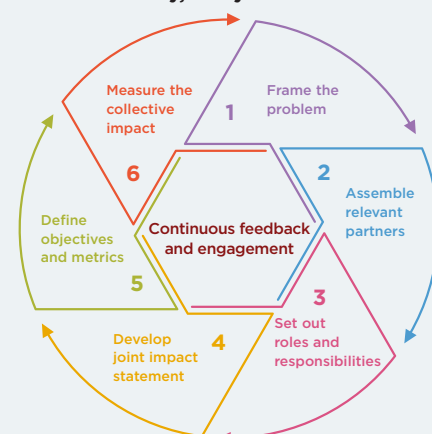 1
Frame the
problem
2
Assemble
relevant
partners
3
Set out
roles and
responsibilities
4
Develop
joint impact
statement
5
Define
objectives
and metrics
6
Measure the
collective
impact
Continuous feedback
and engagement